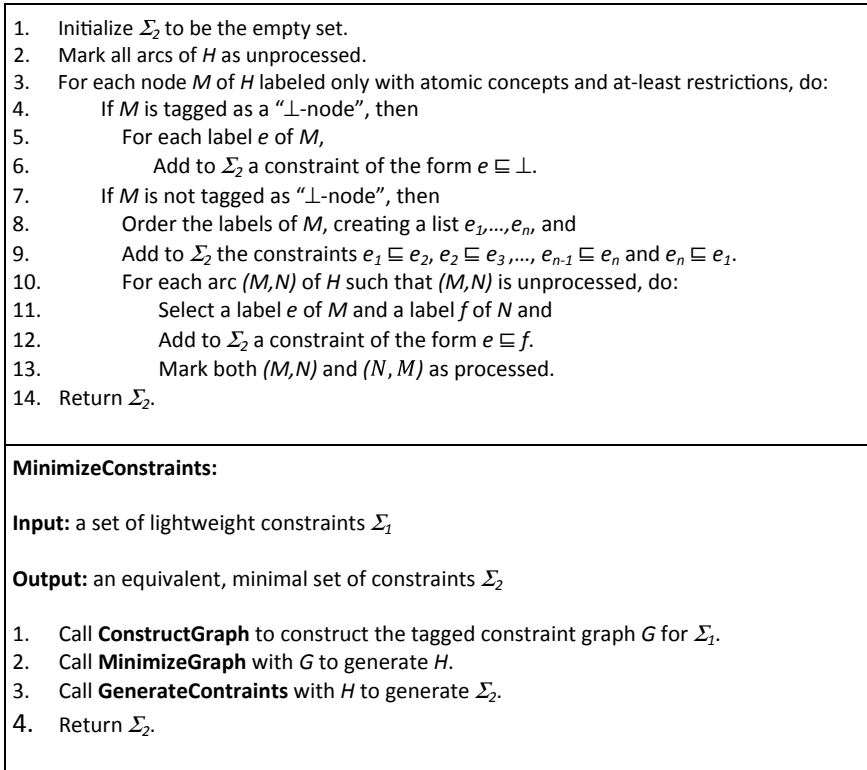 1. Initialize Σ2 to be the empty set.
2. Mark all arcs of H as unprocessed.
3. For each node M of H labeled only with atomic concepts and at-least restrictions, do:
4. If M is tagged as a “⊥-node”, then
5. For each label e of M,
6. Add to Σ2 a constraint of the form e ⊑ ⊥.
7. If M is not tagged as “⊥-node”, then
8. Order the labels of M, creating a list e1,...,en, and
9. Add to Σ2 the constraints e1 ⊑ e2, e2 ⊑ e3 ,..., en-1 ⊑ en and en ⊑ e1.
10. For each arc (M,N) of H such that (M,N) is unprocessed, do:
11. Select a label e of M and a label f of N and
12. Add to Σ2 a constraint of the form e ⊑ f.
13. Mark both (M,N) and (N, M) as processed.
14. Return Σ2.
MinimizeConstraints:
Input: a set of lightweight constraints Σ1
Output: an equivalent, minimal set of constraints Σ2
1. Call ConstructGraph to construct the tagged constraint graph G for Σ1.
2. Call MinimizeGraph with G to generate H.
3. Call GenerateContraints with H to generate Σ2.
4. Return Σ2.